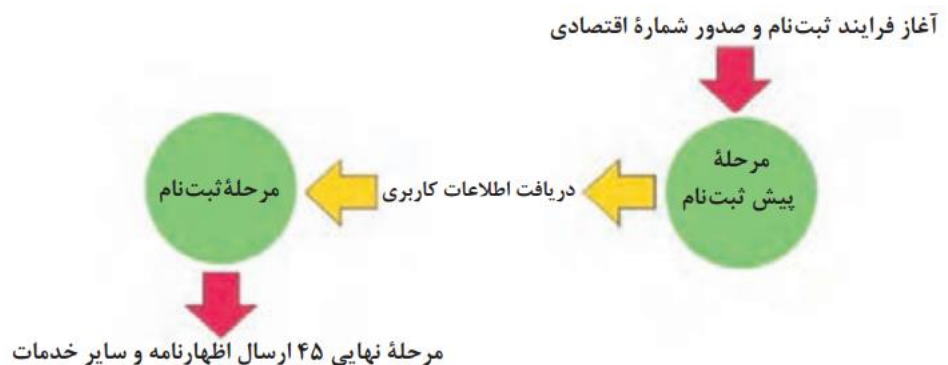 آغاز فرایند ثبت‌نام و صدور شمارهٔ اقتصادی
مرحلهٔ
پیش ثبت‌نام
دریافت اطلاعات کاربری
مرحلهٔ ثبت‌نام
مرحلهٔ نهایی ۴۵ ارسال اظهارنامه و سایر خدمات